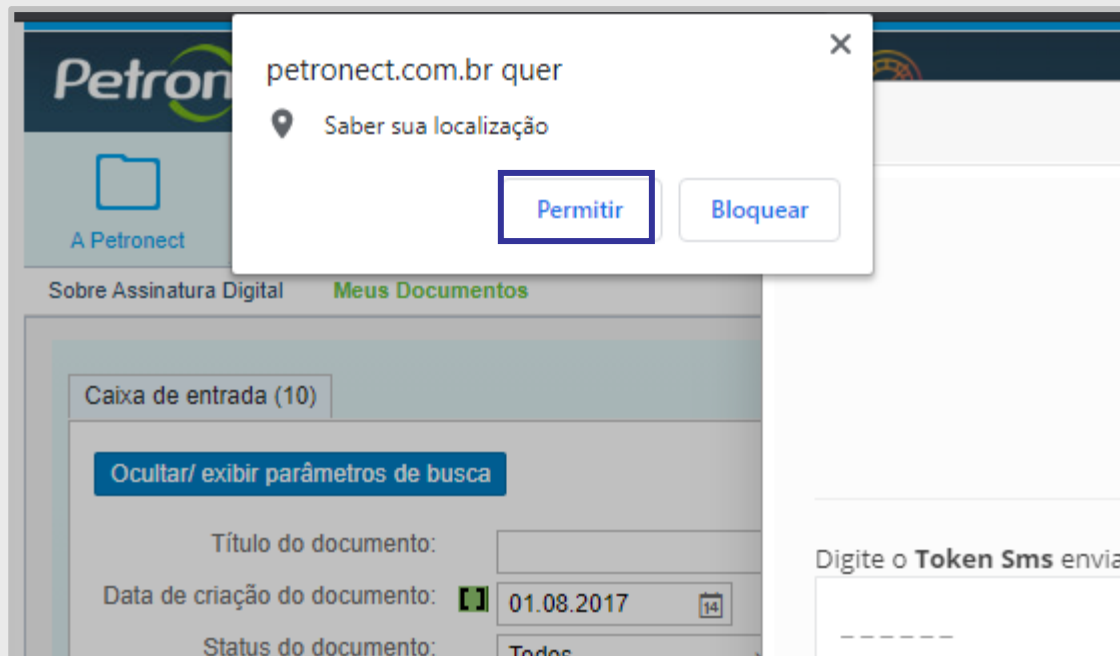 Petron
petronect.com.br quer
Saber sua localização
Permitir
Bloquear
A Petronect
Sobre Assinatura Digital
Meus Documentos
Caixa de entrada (10)
Ocultar/ exibir parâmetros de busca
Título do documento:
Data de criação do documento:
01.08.2017
14
Status do documento:
Todos
Digite o Token Sms envia